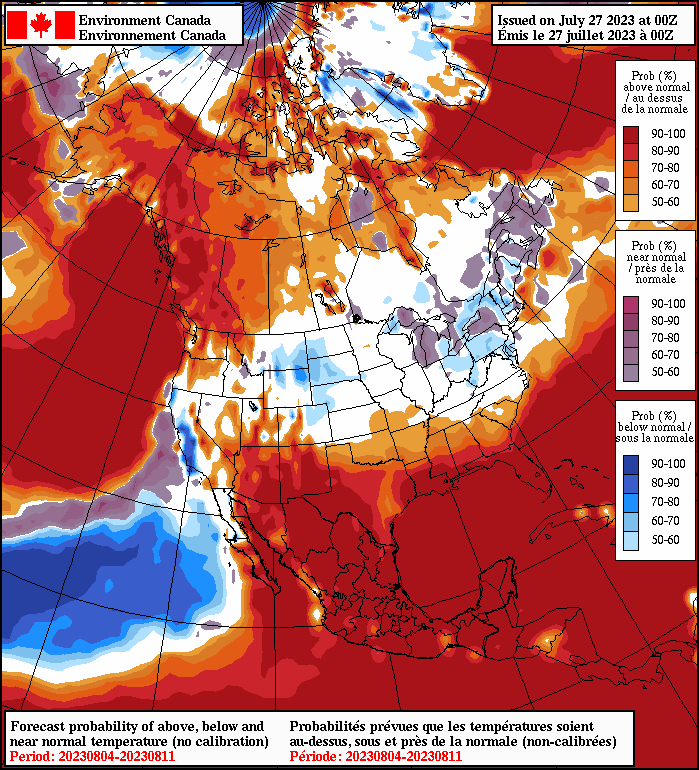 Environment Canada
Environnement Canada
Issued on July 27 2023 at 00Z
Émis le 27 juillet 2023 à 00Z
Prob (%)
above normal
/ au dessus
de la normale
90-100
80-90
70-80
60-70
50-60
Prob (%)
near normal
/ près de la
normale
90-100
80-90
70-80
60-70
50-60
Prob (%)
below normal /
sous la normale
90-100
80-90
70-80
60-70
50-60
Forecast probability of above, below and
near normal temperature (no calibration)
Period: 20230804-20230811
Probabilités prévues que les températures soient
au-dessus, sous et près de la normale (non-calibrées)
Période: 20230804-20230811